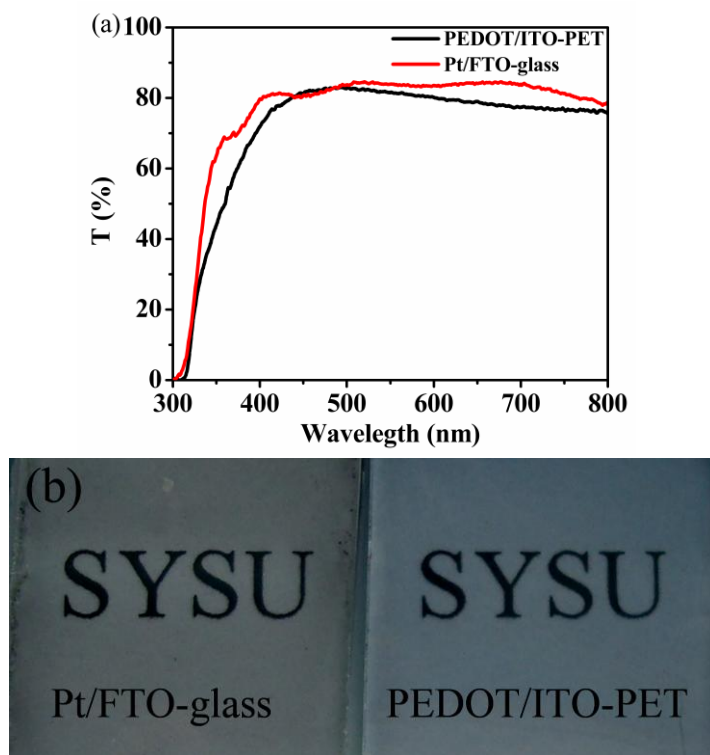 (a)
100
80
60
40
20
0
T (%)
PEDOT/ITO-PET
Pt/FTO-glass
300 400 500 600 700 800
Wavelegth (nm)
(b)
SYSU SYSU
Pt/FTO-glass PEDOT/ITO-PET